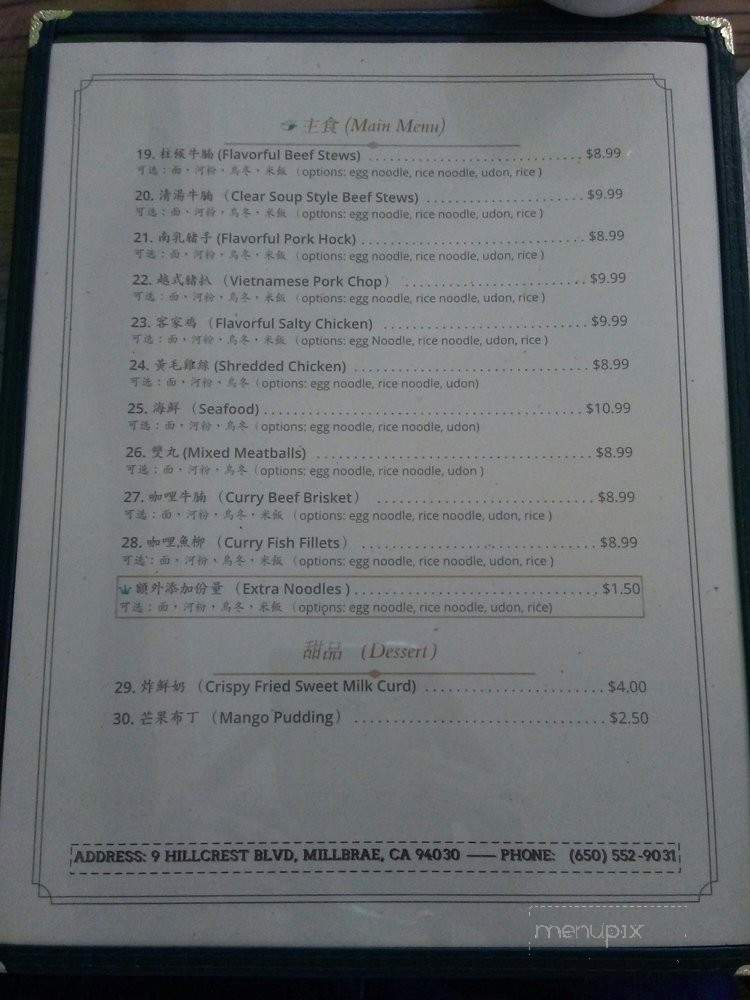 主食 (Main Menu)
19. 柱候牛腩 (Flavorful Beef Stews) ........................ $8.99
可选：面，河粉，烏冬，米飯 (options: egg noodle, rice noodle, udon, rice )
20. 清湯牛腩 (Clear Soup Style Beef Stews) ........................ $9.99
可选：面，河粉，烏冬，米飯 (options: egg noodle, rice noodle, udon, rice )
21. 南乳豬手 (Flavorful Pork Hock) ........................ $8.99
可选：面，河粉，烏冬，米飯 (options: egg noodle, rice noodle, udon, rice )
22. 越式豬扒 (Vietnamese Pork Chop) ........................ $9.99
可选：面，河粉，烏冬，米飯 (options: egg noodle, rice noodle, udon, rice )
23. 客家鸡 (Flavorful Salty Chicken) ........................ $9.99
可选：面，河粉，烏冬，米飯 (options: egg Noodle, rice noodle, udon, rice )
24. 黃毛雞絲 (Shredded Chicken) ........................ $8.99
可选：面，河粉，烏冬 (options: egg noodle, rice noodle, udon)
25. 海鮮 (Seafood) ........................ $10.99
可选：面，河粉，烏冬 (options: egg noodle, rice noodle, udon)
26. 雙丸 (Mixed Meatballs) ........................ $8.99
可选：面，河粉，烏冬 (options: egg noodle, rice noodle, udon )
27. 咖哩牛腩 (Curry Beef Brisket) ........................ $8.99
可选：面，河粉，烏冬，米飯 (options: egg noodle, rice noodle, udon, rice )
28. 咖哩魚柳 (Curry Fish Fillets) ........................ $8.99
可选：面，河粉，烏冬，米飯 (options: egg noodle, rice noodle, udon, rice )
額外添加份量 (Extra Noodles ) ........................ $1.50
可选：面，河粉，烏冬，米飯 (options: egg noodle, rice noodle, udon, rice)
甜品 (Dessert)
29. 炸鮮奶 (Crispy Fried Sweet Milk Curd) ........................ $4.00
30. 芒果布丁 (Mango Pudding) ........................ $2.50
ADDRESS: 9 HILLCREST BLVD, MILLBRAE, CA 94030 —— PHONE: (650) 552-9031
menupix